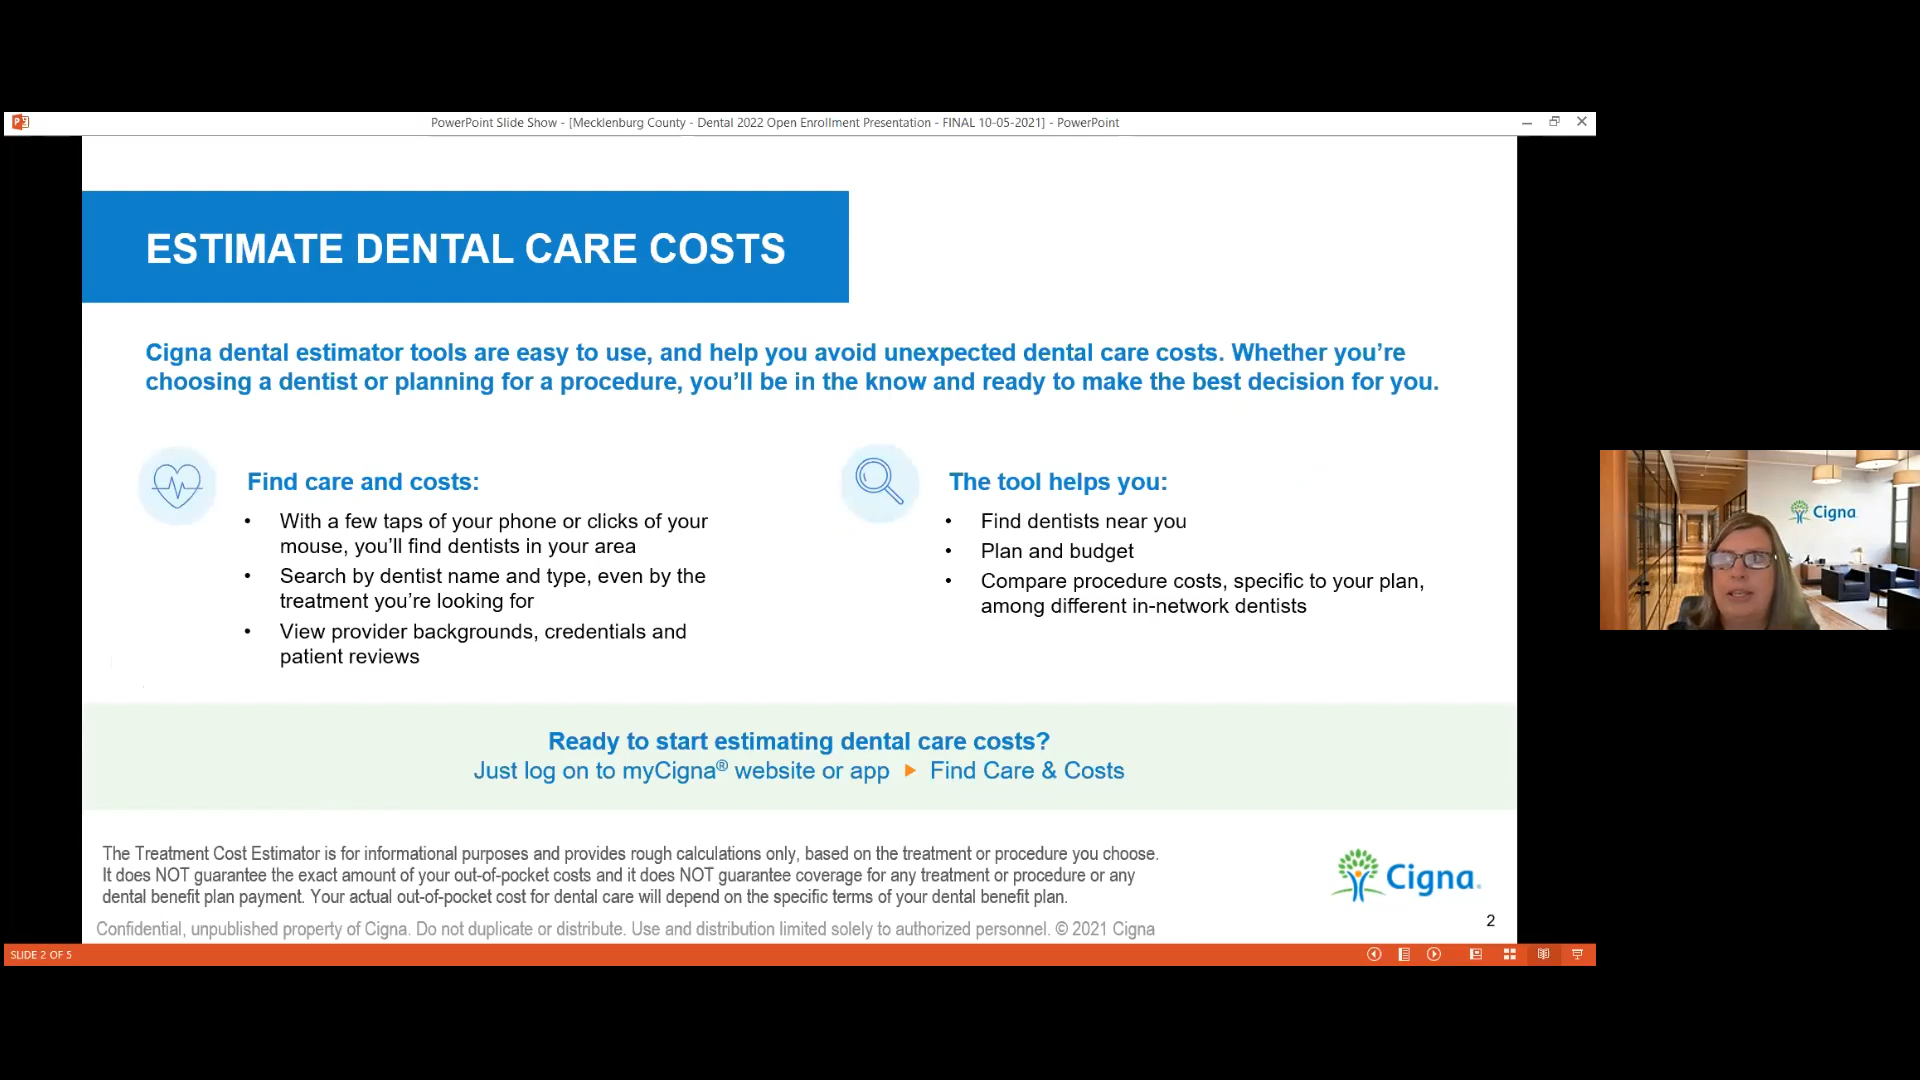 PowerPoint Slide Show - [Mecklenburg County - Dental 2022 Open Enrollment Presentation - FINAL 10-05-2021] - PowerPoint
ESTIMATE DENTAL CARE COSTS
Cigna dental estimator tools are easy to use, and help you avoid unexpected dental care costs. Whether you’re
choosing a dentist or planning for a procedure, you’ll be in the know and ready to make the best decision for you.
Find care and costs:
• With a few taps of your phone or clicks of your
mouse, you’ll find dentists in your area
• Search by dentist name and type, even by the
treatment you’re looking for
• View provider backgrounds, credentials and
patient reviews
The tool helps you:
• Find dentists near you
• Plan and budget
• Compare procedure costs, specific to your plan,
among different in-network dentists
Cigna
Ready to start estimating dental care costs?
Just log on to myCigna® website or app ▶ Find Care & Costs
The Treatment Cost Estimator is for informational purposes and provides rough calculations only, based on the treatment or procedure you choose.
It does NOT guarantee the exact amount of your out-of-pocket costs and it does NOT guarantee coverage for any treatment or procedure or any
dental benefit plan payment. Your actual out-of-pocket cost for dental care will depend on the specific terms of your dental benefit plan.
Cigna.
Confidential, unpublished property of Cigna. Do not duplicate or distribute. Use and distribution limited solely to authorized personnel. © 2021 Cigna
2
SLIDE 2 OF 5